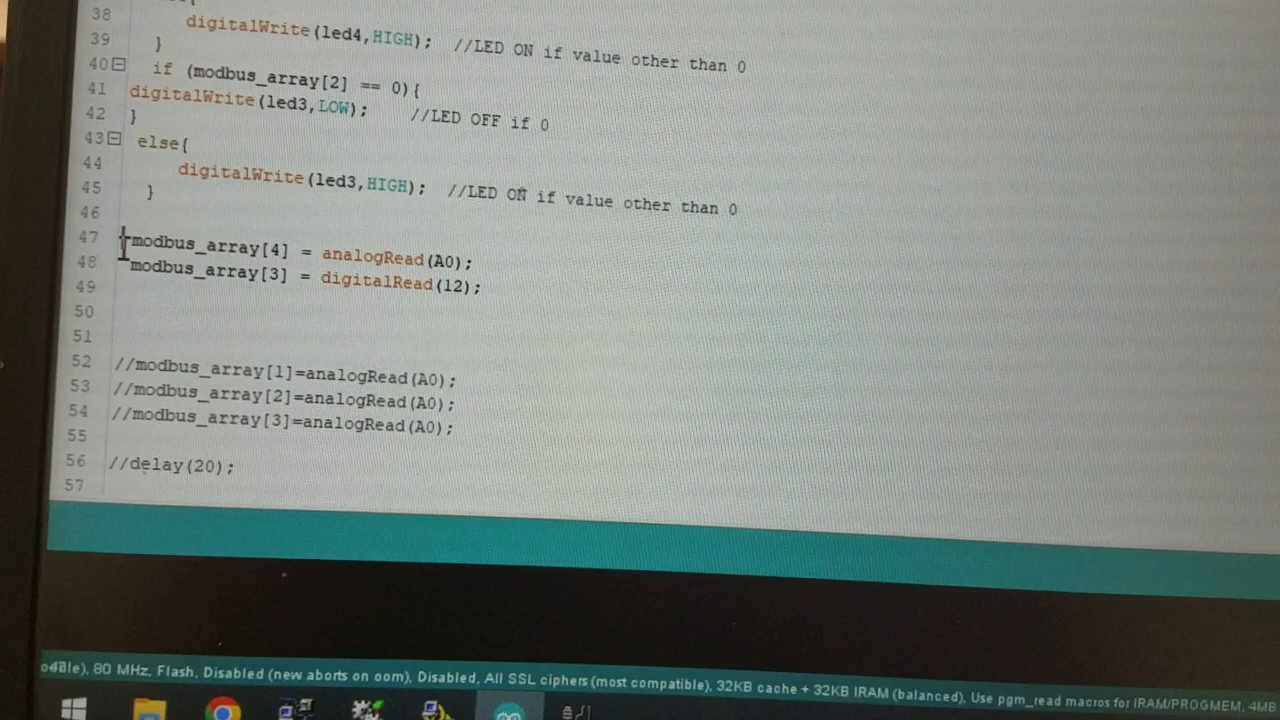 38
digitalWrite(led4,HIGH);  //LED ON if value other than 0
39 }
40 if (modbus_array[2] == 0){
41 digitalWrite(led3,LOW);    //LED OFF if 0
42 }
43 else{
44 digitalWrite(led3,HIGH);  //LED ON if value other than 0
45 }
46
47 modbus_array[4] = analogRead(A0);
48 modbus_array[3] = digitalRead(12);
49
50
51
52 //modbus_array[1]=analogRead(A0);
53 //modbus_array[2]=analogRead(A0);
54 //modbus_array[3]=analogRead(A0);
55
56 //delay(20);
57
80 MHz, Flash, Disabled (new aborts on oom), Disabled, All SSL ciphers (most compatible), 32KB cache + 32KB IRAM (balanced), Use pgm_read macros for IRAM/PROGMEM, 4MB